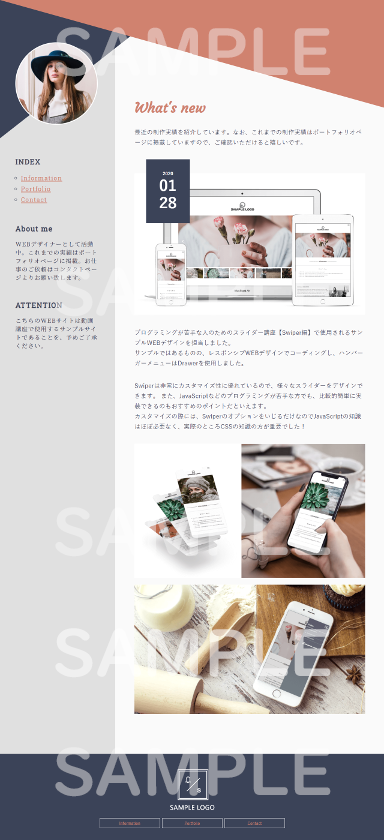 SAMPLE
What's new
最近の制作実績を紹介しています。なお、これまでの制作実績はポートフォリオペ
ージに掲載していますので、ご確認いただけると嬉しいです。
INDEX
Information
Portfolio
Contact
About me
WEBデザイナーとして活動
中。これまでの実績はポート
フォリオページに掲載。お仕
事のご依頼はコンタクトペー
ジよりお願い致します。
ATTENTION
こちらのWEBサイトは動画
講座で使用するサンプルサイ
トであることを、予めご了承
ください。
2020
01
28
SAMPLE LOGO
SAMPLE
プログラミングが苦手な人のためのスライダー講座【Swiper編】で使用されるサン
プルWEBデザインを担当しました。
サンプルではあるものの、レスポンシブWEBデザインでコーディングし、ハンバー
ガーメニューはDrawerを使用しました。
Swiperは非常にカスタマイズ性に優れているので、様々なスライダーをデザインで
きます。また、JavaScriptなどのプログラミングが苦手な方でも、比較的簡単に実
装できるのもおすすめのポイントだといえます。
カスタマイズの際には、Swiperのオプションをいじるだけなので JavaScriptの知識
はほぼ必要なく、実際のところCSSの知識の方が重要でした！
SAMPLE
SAMPLE
SAMPLE
C
S
SAMPLE LOGO
Information
Portfolio
Contact